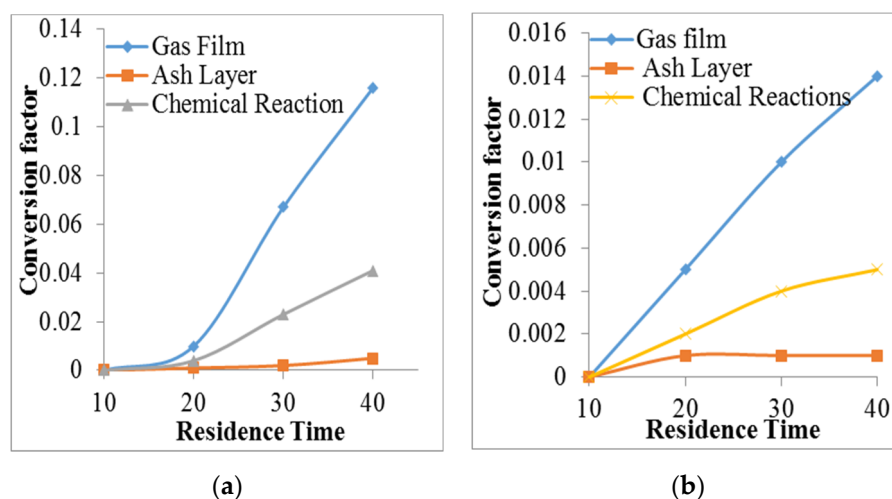 0.14
0.12
0.1
0.08
0.06
0.04
0.02
0
Conversion factor
Gas Film
Ash Layer
Chemical Reaction
10 20 30 40
Residence Time
(a)
0.016
0.014
0.012
0.01
0.008
0.006
0.004
0.002
0
Conversion factor
Gas film
Ash Layer
Chemical Reactions
10 20 30 40
Residence Time
(b)